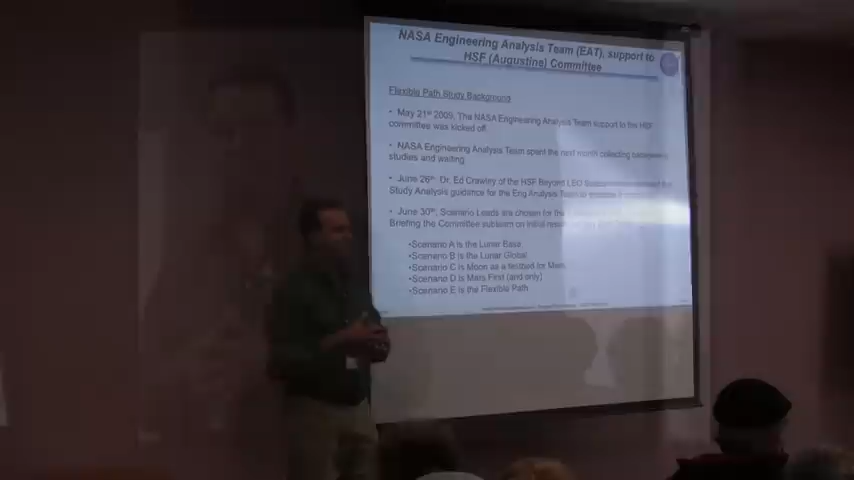 NASA Engineering Analysis Team (EAT), support to
HSF (Augustine) Committee
Flexible Path Study Background
• May 21st 2009, The NASA Engineering Analysis Team support to the HSF
committee was kicked off.
• NASA Engineering Analysis Team spent the next month collecting
studies and waiting
• June 26th, Dr. Ed Crawley of the HSF Beyond LEO
Study Analysis guidance for the Eng Analysis Team
• June 30th, Scenario Leads are chosen for the
Briefing the Committee subteam on initial
•Scenario A is the Lunar Base
•Scenario B is the Lunar Global
•Scenario C is Moon as a testbed for Mars
•Scenario D is Mars First (and only)
•Scenario E is the Flexible Path